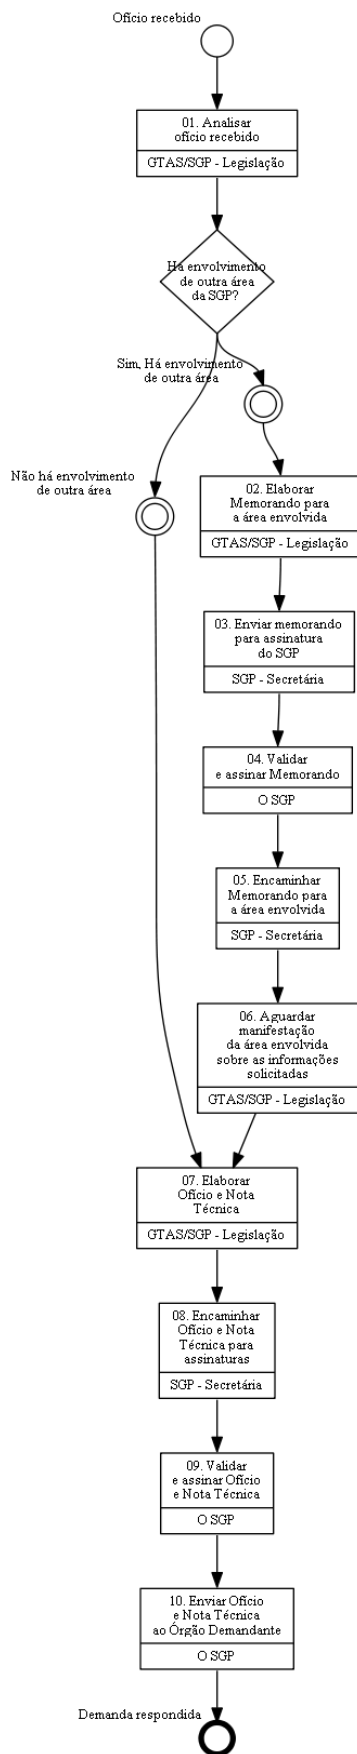 Ofício recebido
01. Analisar
ofício recebido
GTAS/SGP - Legislação
Há envolvimento
de outra área
da SGP?
Sim, Há envolvimento
de outra área
Não há envolvimento
de outra área
02. Elaborar
Memorando para
a área envolvida
GTAS/SGP - Legislação
03. Enviar memorando
para assinatura
do SGP
SGP - Secretária
04. Validar
e assinar Memorando
O SGP
05. Encaminhar
Memorando para
a área envolvida
SGP - Secretária
06. Aguardar
manifestação
da área envolvida
sobre as informações
solicitadas
GTAS/SGP - Legislação
07. Elaborar
Ofício e Nota
Técnica
GTAS/SGP - Legislação
08. Encaminhar
Ofício e Nota
Técnica para
assinaturas
SGP - Secretária
09. Validar
e assinar Ofício
e Nota Técnica
O SGP
10. Enviar Ofício
e Nota Técnica
ao Órgão Demandante
O SGP
Demanda respondida